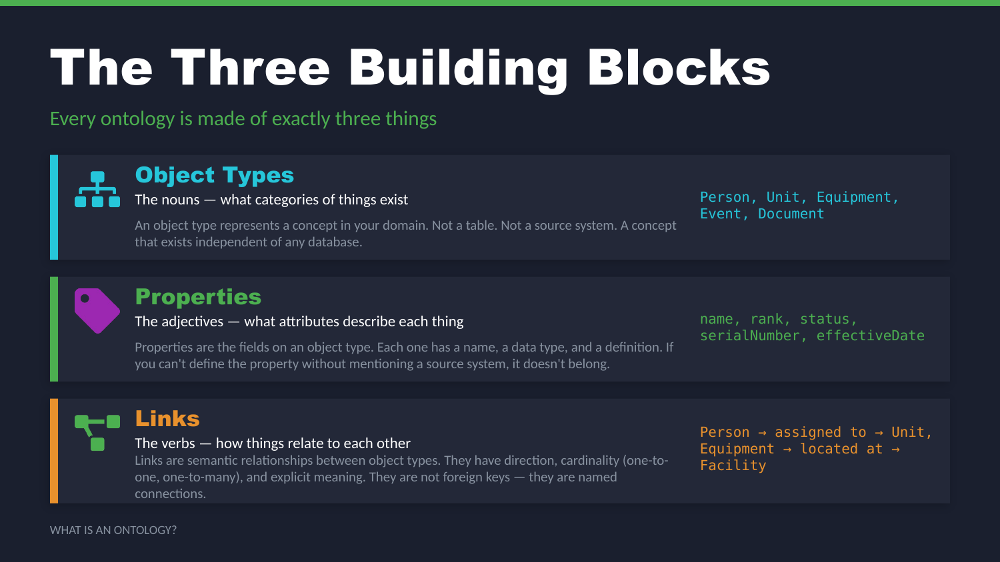 The Three Building Blocks
Every ontology is made of exactly three things
Object Types
The nouns — what categories of things exist
An object type represents a concept in your domain. Not a table. Not a source system. A concept
that exists independent of any database.
Person, Unit, Equipment,
Event, Document
Properties
The adjectives — what attributes describe each thing
Properties are the fields on an object type. Each one has a name, a data type, and a definition. If
you can't define the property without mentioning a source system, it doesn't belong.
name, rank, status,
serialNumber, effectiveDate
Links
The verbs — how things relate to each other
Links are semantic relationships between object types. They have direction, cardinality (one-to-
one, one-to-many), and explicit meaning. They are not foreign keys — they are named
connections.
Person → assigned to → Unit,
Equipment → located at →
Facility
WHAT IS AN ONTOLOGY?